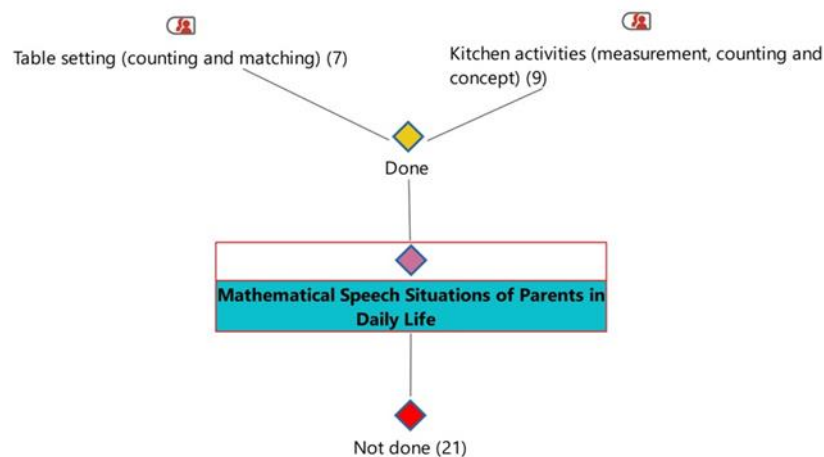 Table setting (counting and matching) (7)
Kitchen activities (measurement, counting and
concept) (9)
Done
Mathematical Speech Situations of Parents in
Daily Life
Not done (21)